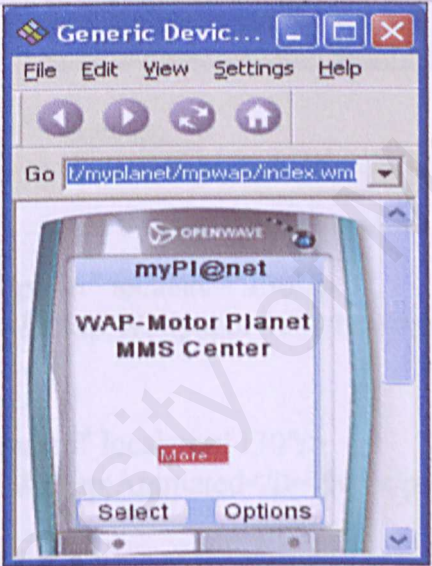 Generic Devic...
File Edit View Settings Help
Go t/myplanet/mpwap/index.wml
OPENWAVE
myPl@net
WAP-Motor Planet
MMS Center
More...
Select Options